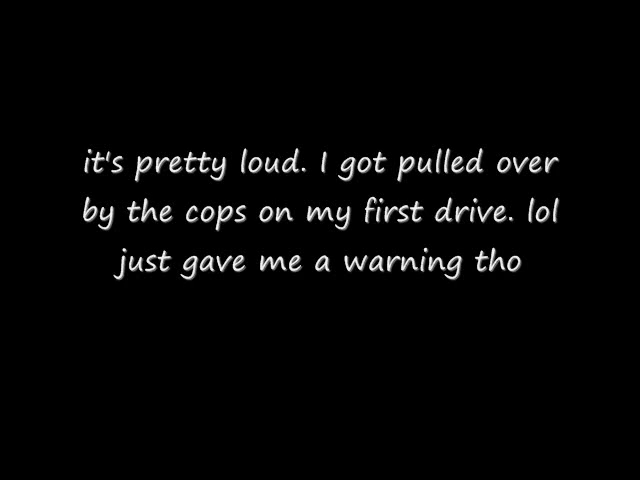 it's pretty loud. I got pulled over
by the cops on my first drive. lol
just gave me a warning tho